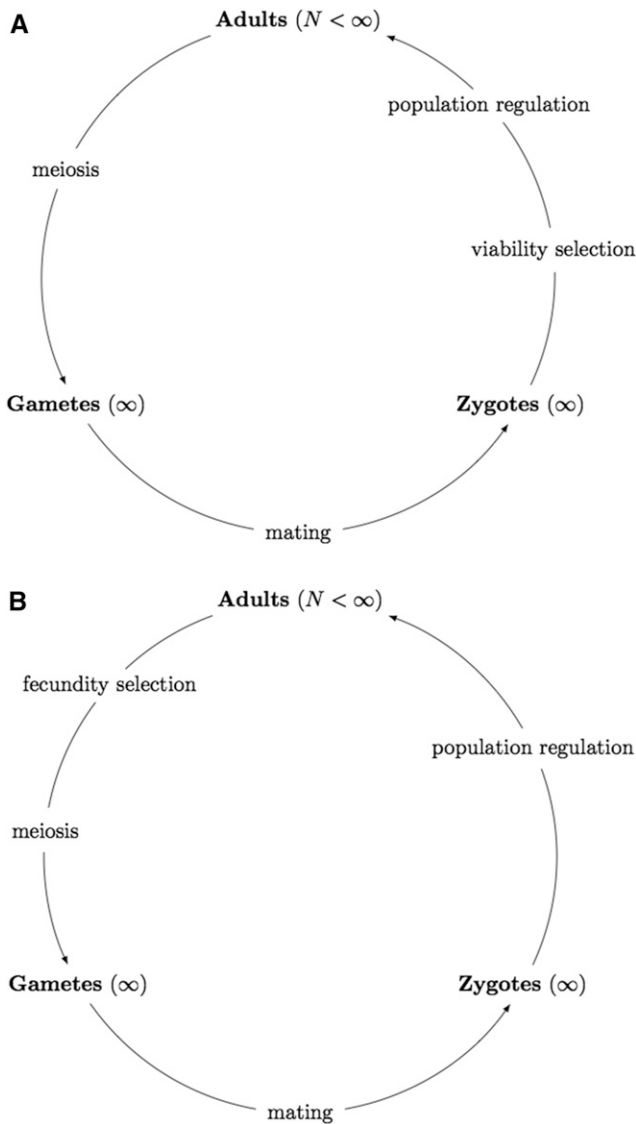 A
Adults (N < ∞)
population regulation
meiosis
viability selection
Gametes (∞)
Zygotes (∞)
mating
B
Adults (N < ∞)
fecundity selection
population regulation
meiosis
Gametes (∞)
Zygotes (∞)
mating